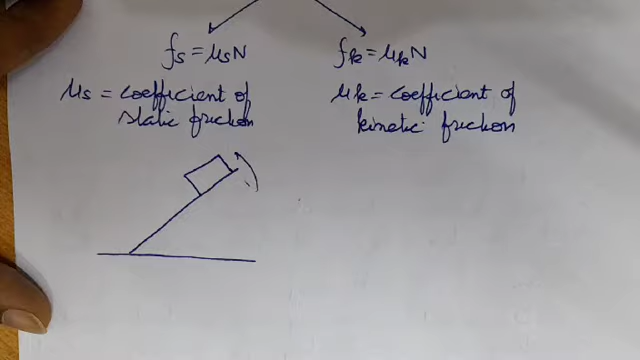 fs = μsN
fk = μkN
μs = coefficient of
static friction
μk = coefficient of
kinetic friction